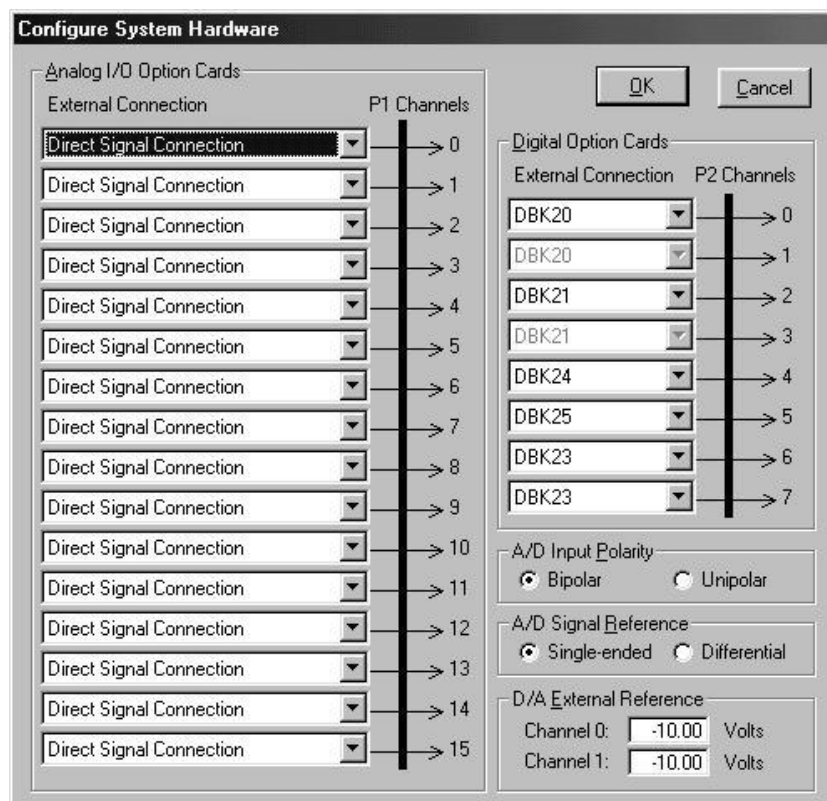 Configure System Hardware
Analog I/O Option Cards
External Connection P1 Channels
Direct Signal Connection 0
Direct Signal Connection 1
Direct Signal Connection 2
Direct Signal Connection 3
Direct Signal Connection 4
Direct Signal Connection 5
Direct Signal Connection 6
Direct Signal Connection 7
Direct Signal Connection 8
Direct Signal Connection 9
Direct Signal Connection 10
Direct Signal Connection 11
Direct Signal Connection 12
Direct Signal Connection 13
Direct Signal Connection 14
Direct Signal Connection 15
OK Cancel
Digital Option Cards
External Connection P2 Channels
DBK20 0
DBK20 1
DBK21 2
DBK21 3
DBK24 4
DBK25 5
DBK23 6
DBK23 7
A/D Input Polarity
Bipolar Unipolar
A/D Signal Reference
Single-ended Differential
D/A External Reference
Channel 0: -10.00 Volts
Channel 1: -10.00 Volts